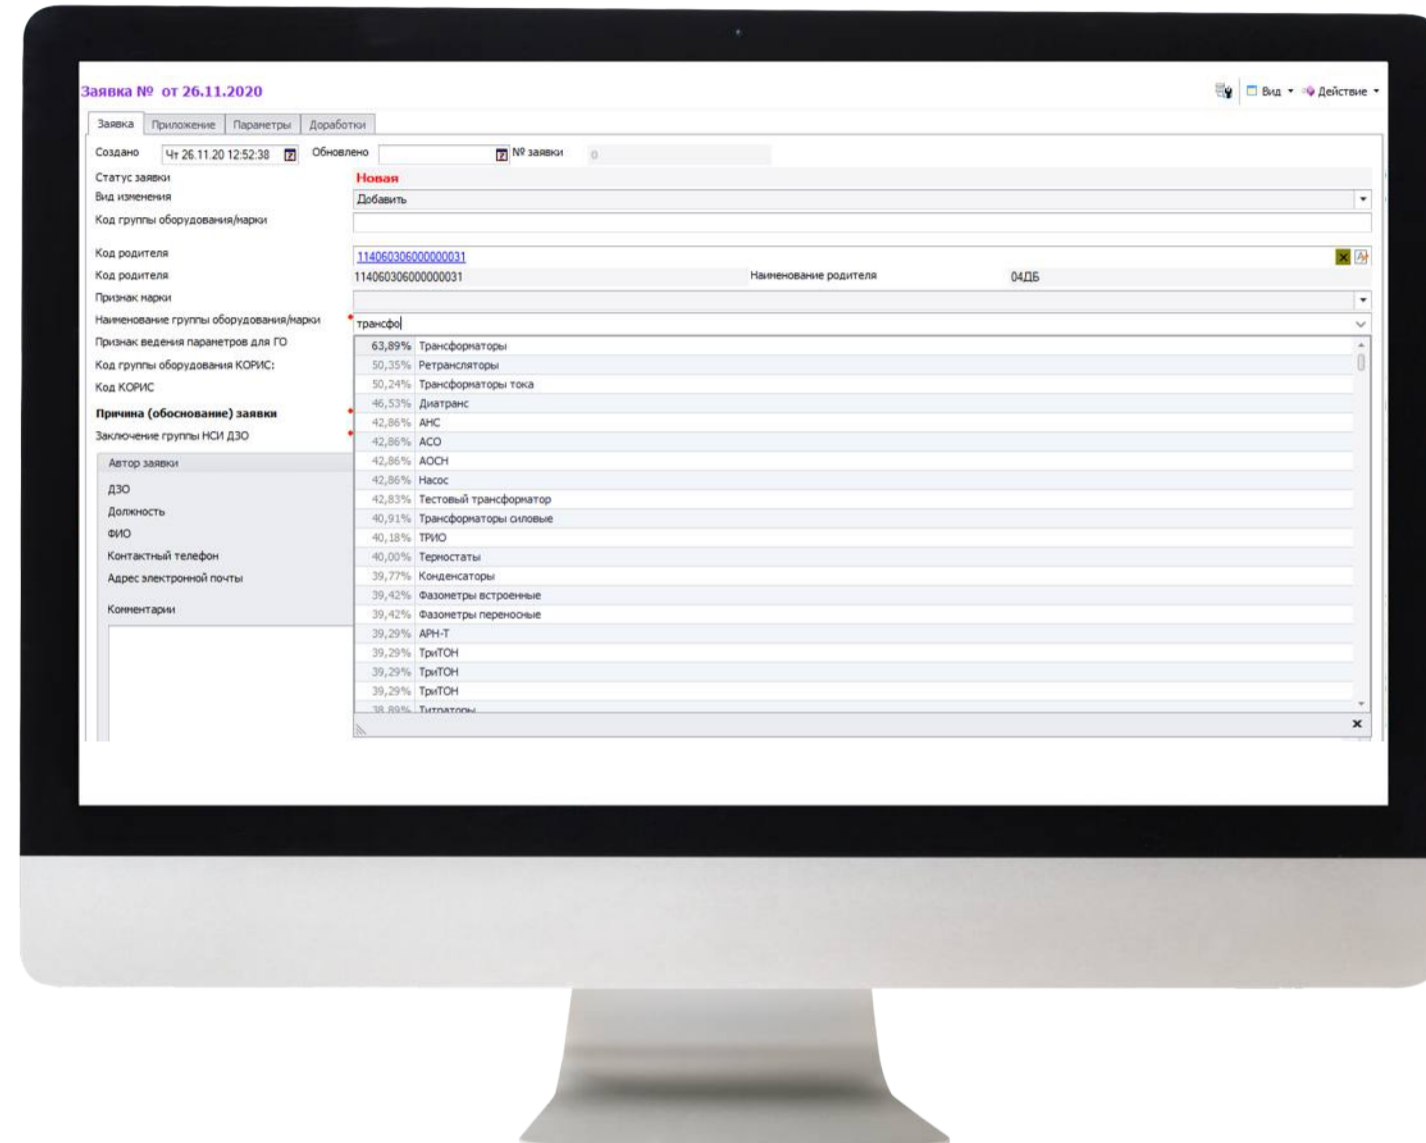 Заявка № от 26.11.2020
Вид Действие
Заявка Приложение Параметры Доработки
Создано Чт 26.11.20 12:52:38 Обновлено № заявки 0
Статус заявки Новая
Вид изменения Добавить
Код группы оборудования/марки
Код родителя 114060306000000031
Код родителя 114060306000000031 Наименование родителя 04ДБ
Признак марки
Наименование группы оборудования/марки трансфо
Признак ведения параметров для ГО
Код группы оборудования КОРИС:
Код КОРИС
Причина (обоснование) заявки
Заключение группы НСИ ДЗО
Автор заявки
ДЗО
Должность
ФИО
Контактный телефон
Адрес электронной почты
Комментарии
63,89% Трансформаторы
50,35% Ретрансляторы
50,24% Трансформаторы тока
46,53% Диатранс
42,86% АНС
42,86% АСО
42,86% АОСН
42,86% Насос
42,83% Тестовый трансформатор
40,91% Трансформаторы силовые
40,18% ТРИО
40,00% Термостаты
39,77% Конденсаторы
39,42% Фазометры встроенные
39,42% Фазометры переносные
39,29% АРН-Т
39,29% ТриТОН
39,29% ТриТОН
39,29% ТриТОН
38,89% Титраторы